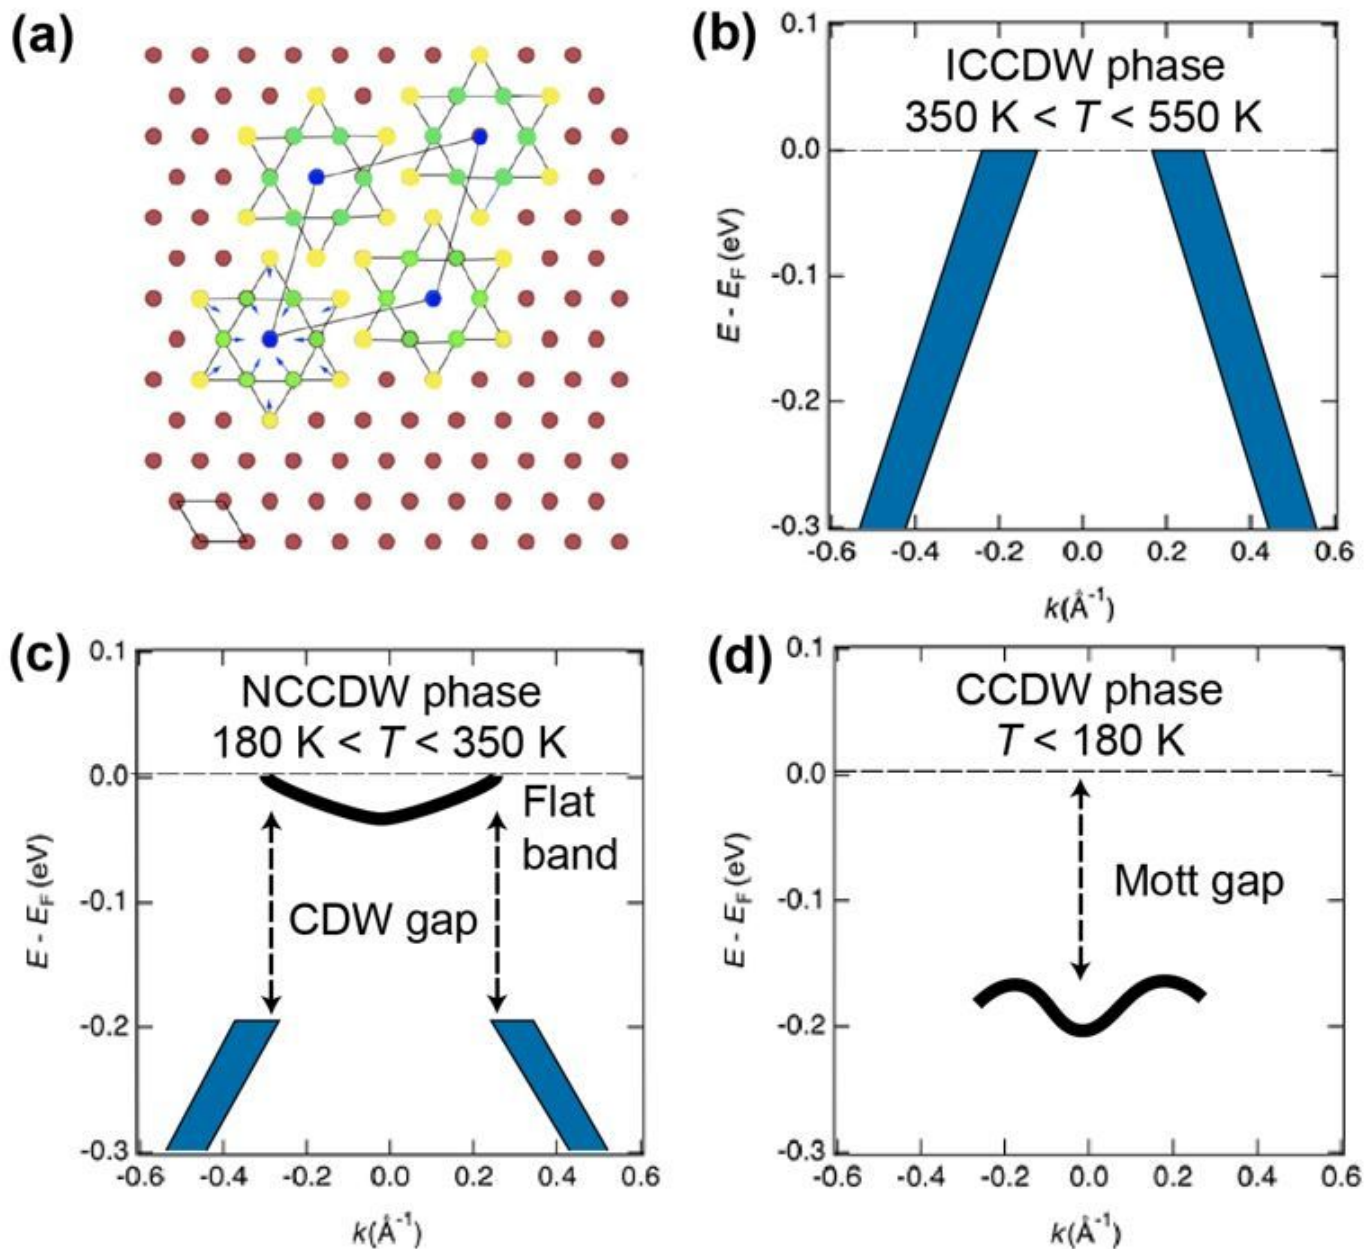 (a)
(b)
0.1
ICCDW phase
350 K < T < 550 K
0.0
-0.1
-0.2
-0.3
E - E_F (eV)
-0.6 -0.4 -0.2 0.0 0.2 0.4 0.6
k(Å⁻¹)
(c)
0.1
NCCDW phase
180 K < T < 350 K
0.0
Flat
band
-0.1
CDW gap
-0.2
-0.3
E - E_F (eV)
-0.6 -0.4 -0.2 0.0 0.2 0.4 0.6
k(Å⁻¹)
(d)
0.1
CCDW phase
T < 180 K
0.0
Mott gap
-0.1
-0.2
-0.3
E - E_F (eV)
-0.6 -0.4 -0.2 0.0 0.2 0.4 0.6
k(Å⁻¹)